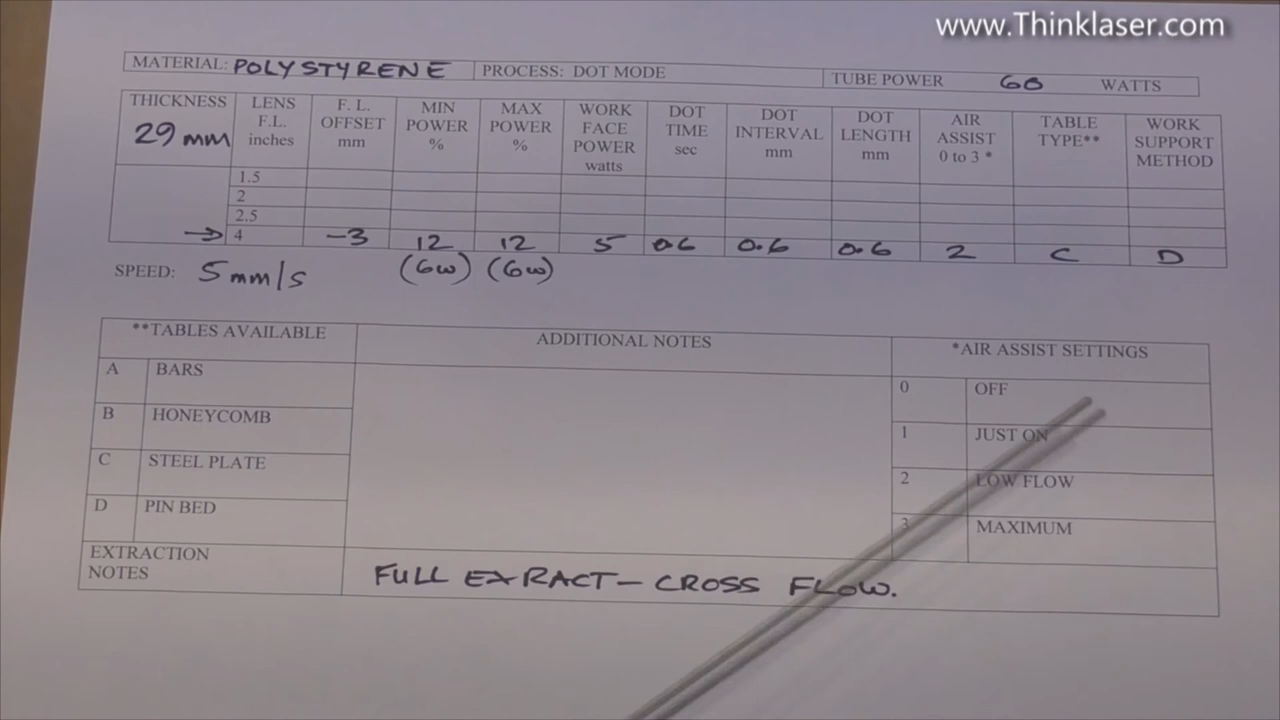 www.Thinklaser.com
MATERIAL: POLYSTYRENE PROCESS: DOT MODE TUBE POWER 60 WATTS
THICKNESS 29mm
LENS F.L. inches
F. L. OFFSET mm
MIN POWER %
MAX POWER %
WORK FACE POWER watts
DOT TIME sec
DOT INTERVAL mm
DOT LENGTH mm
AIR ASSIST 0 to 3 *
TABLE TYPE**
WORK SUPPORT METHOD
1.5
2
2.5
→ 4 -3 12 12 5 0.6 0.6 0.6 2 C D
SPEED: 5mm/s (6w) (6w)
**TABLES AVAILABLE
A BARS
B HONEYCOMB
C STEEL PLATE
D PIN BED
ADDITIONAL NOTES
*AIR ASSIST SETTINGS
0 OFF
1 JUST ON
2 LOW FLOW
3 MAXIMUM
EXTRACTION NOTES
FULL EXRACT - CROSS FLOW.